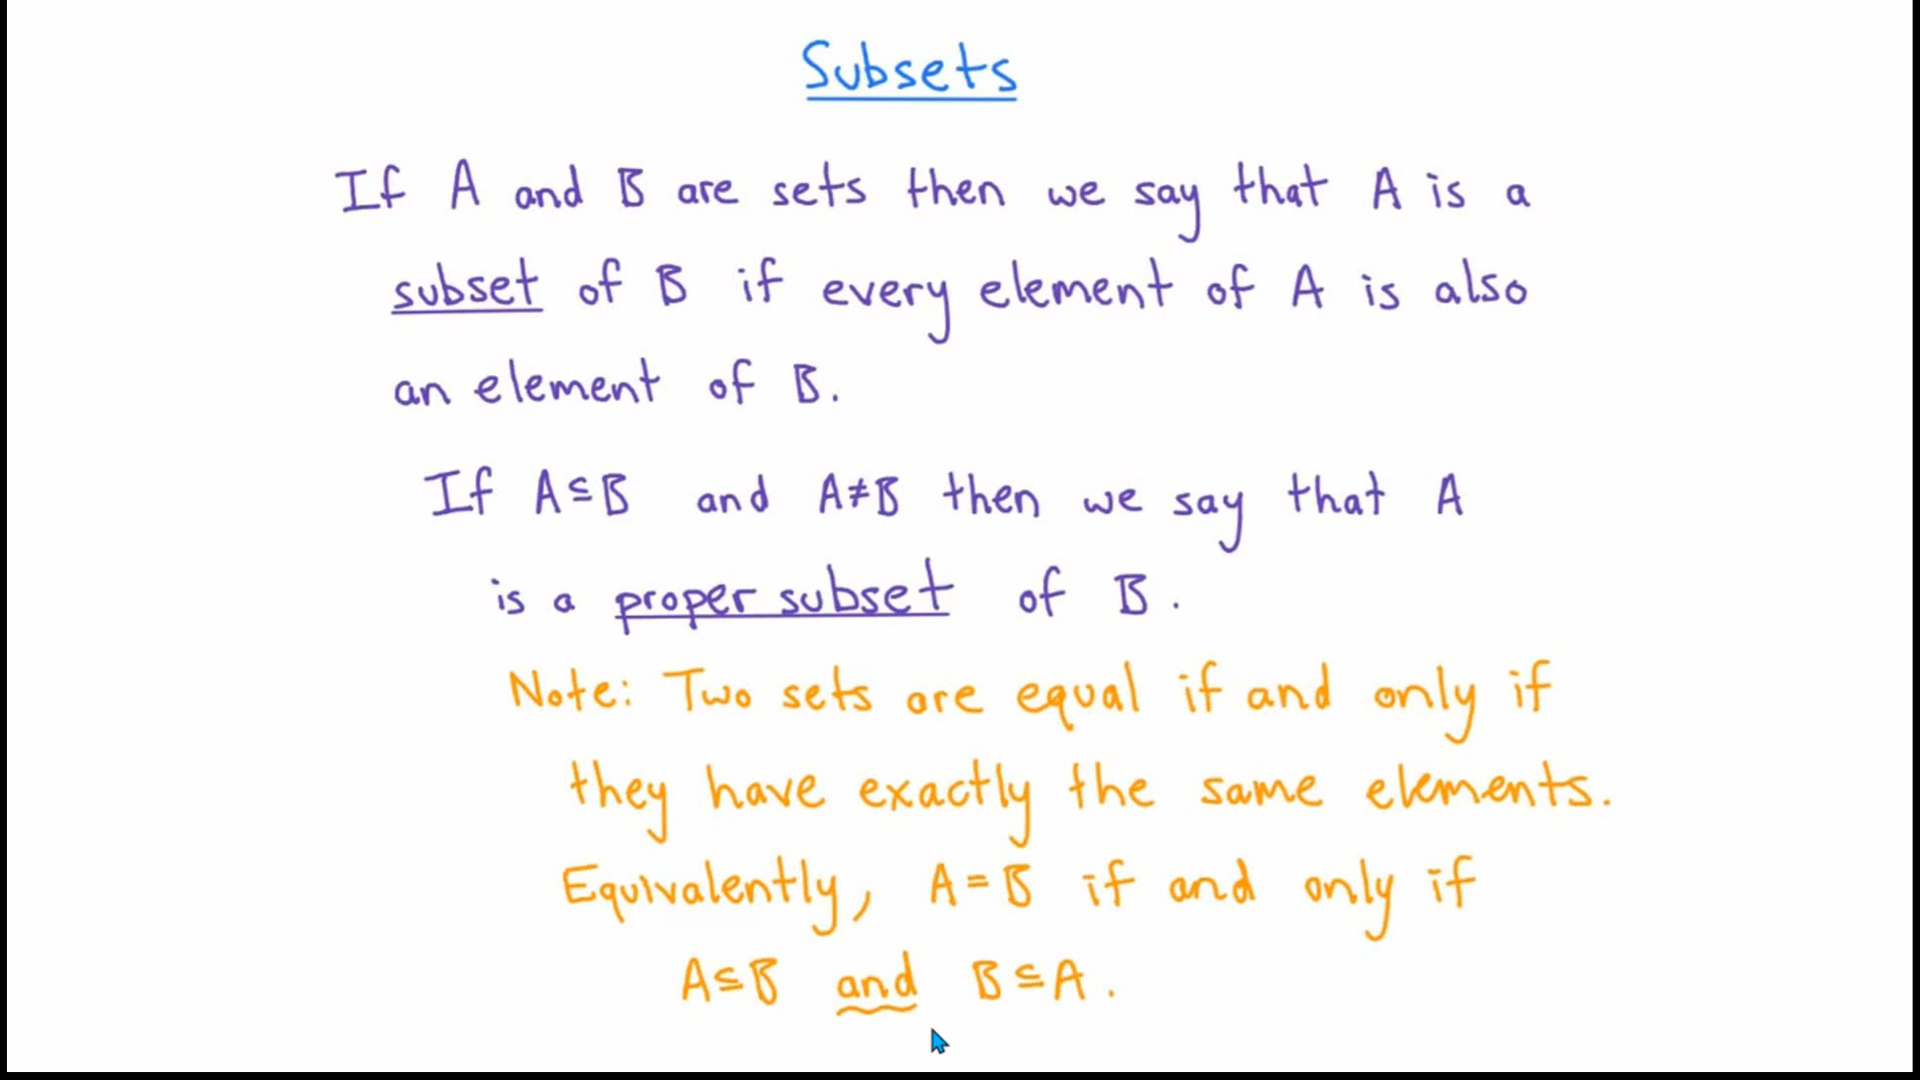 Subsets
If A and B are sets then we say that A is a
subset of B if every element of A is also
an element of B.
If A⊆B and A≠B then we say that A
is a proper subset of B.
Note: Two sets are equal if and only if
they have exactly the same elements.
Equivalently, A=B if and only if
A⊆B and B⊆A.